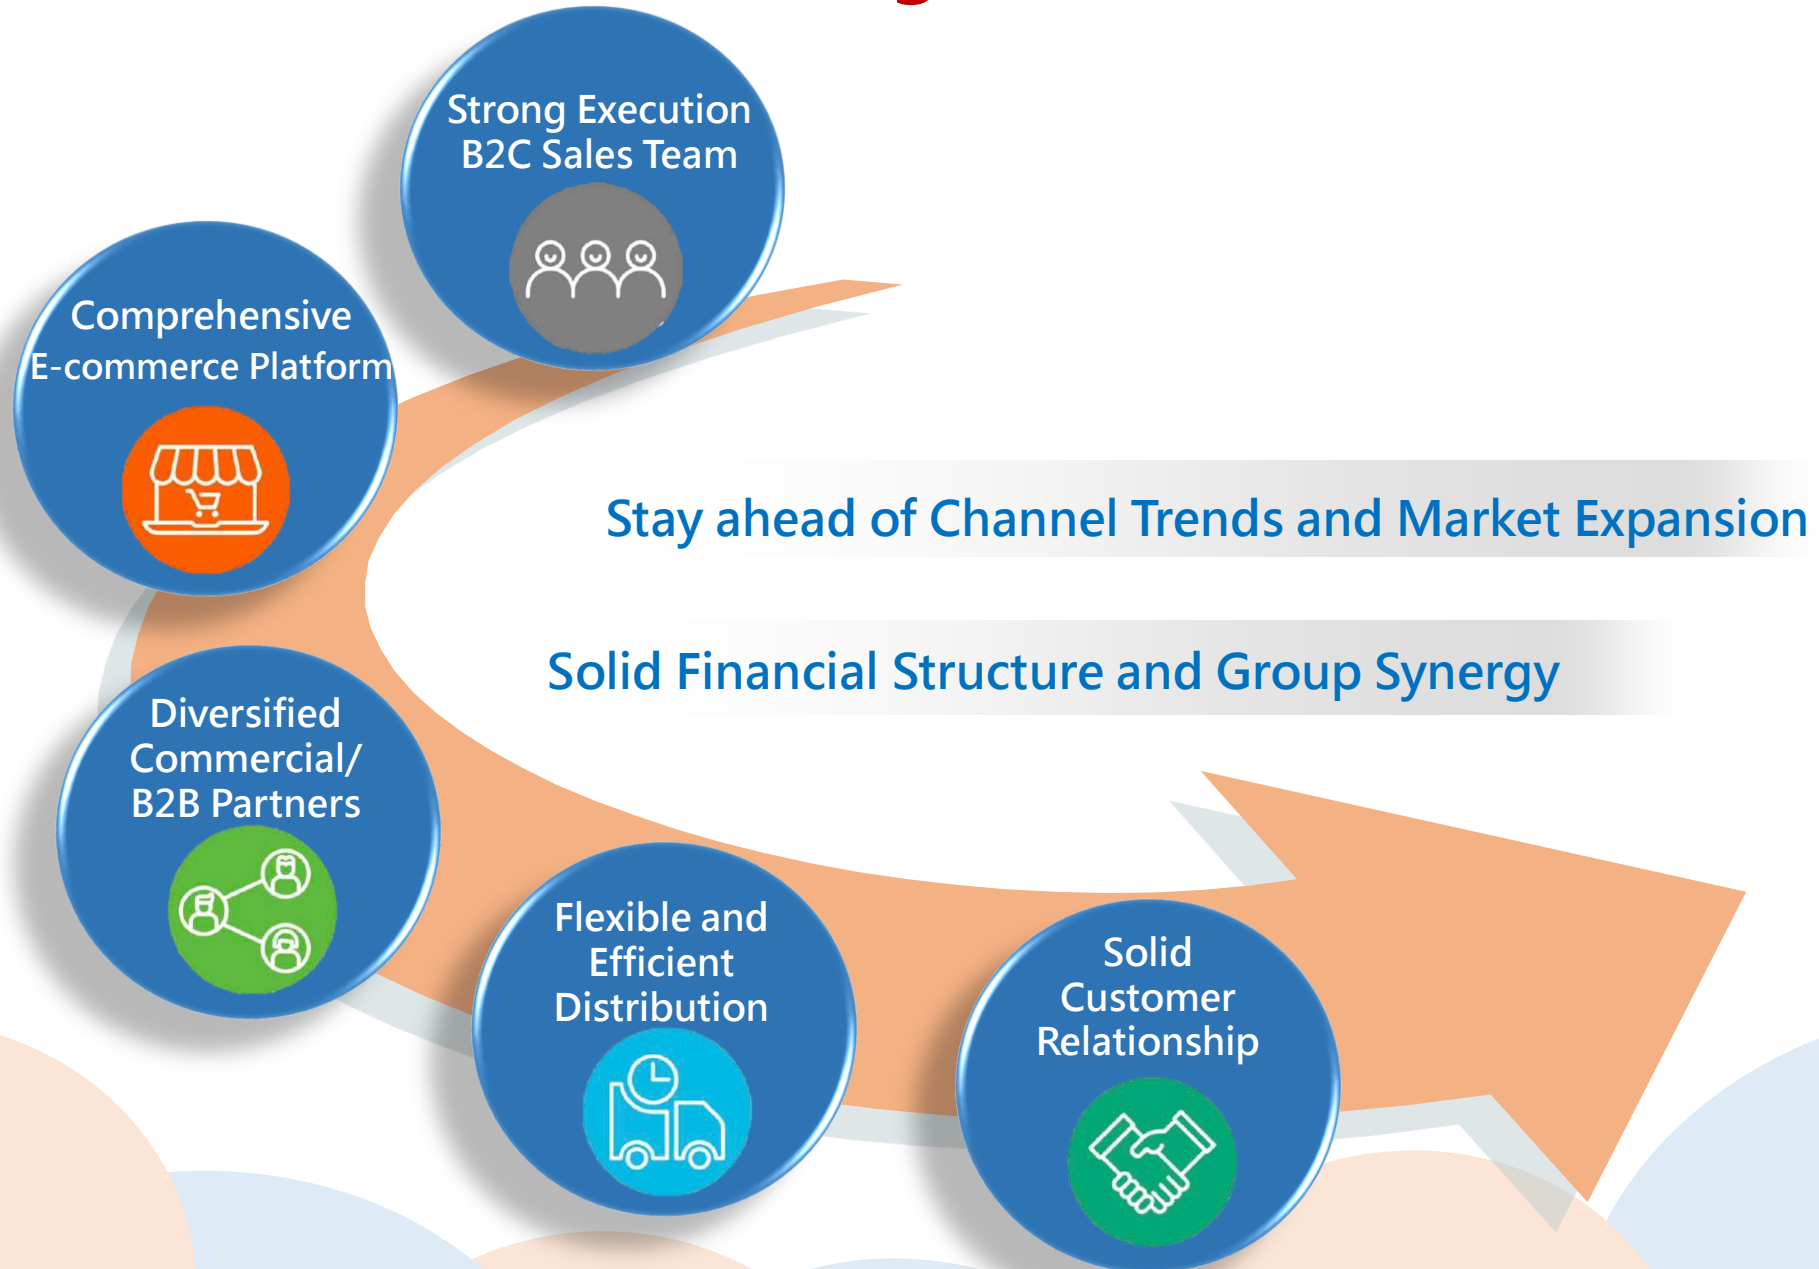 Strong Execution
B2C Sales Team
Comprehensive
E-commerce Platform
Stay ahead of Channel Trends and Market Expansion
Solid Financial Structure and Group Synergy
Diversified
Commercial/
B2B Partners
Flexible and
Efficient
Distribution
Solid
Customer
Relationship